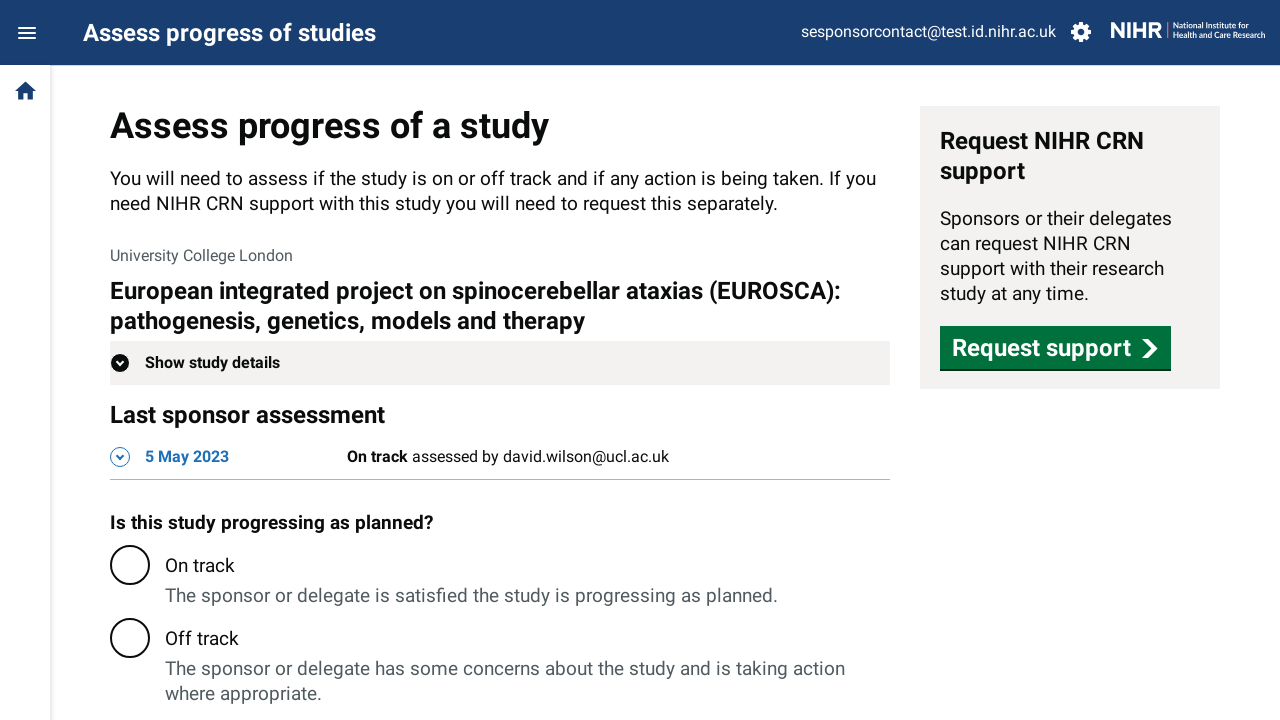 Assess progress of studies
sesponsorcontact@test.id.nihr.ac.uk
NIHR | National Institute for
Health and Care Research
Assess progress of a study
You will need to assess if the study is on or off track and if any action is being taken. If you
need NIHR CRN support with this study you will need to request this separately.
University College London
European integrated project on spinocerebellar ataxias (EUROSCA):
pathogenesis, genetics, models and therapy
Show study details
Last sponsor assessment
5 May 2023 On track assessed by david.wilson@ucl.ac.uk
Is this study progressing as planned?
On track
The sponsor or delegate is satisfied the study is progressing as planned.
Off track
The sponsor or delegate has some concerns about the study and is taking action
where appropriate.
Request NIHR CRN
support
Sponsors or their delegates
can request NIHR CRN
support with their research
study at any time.
Request support